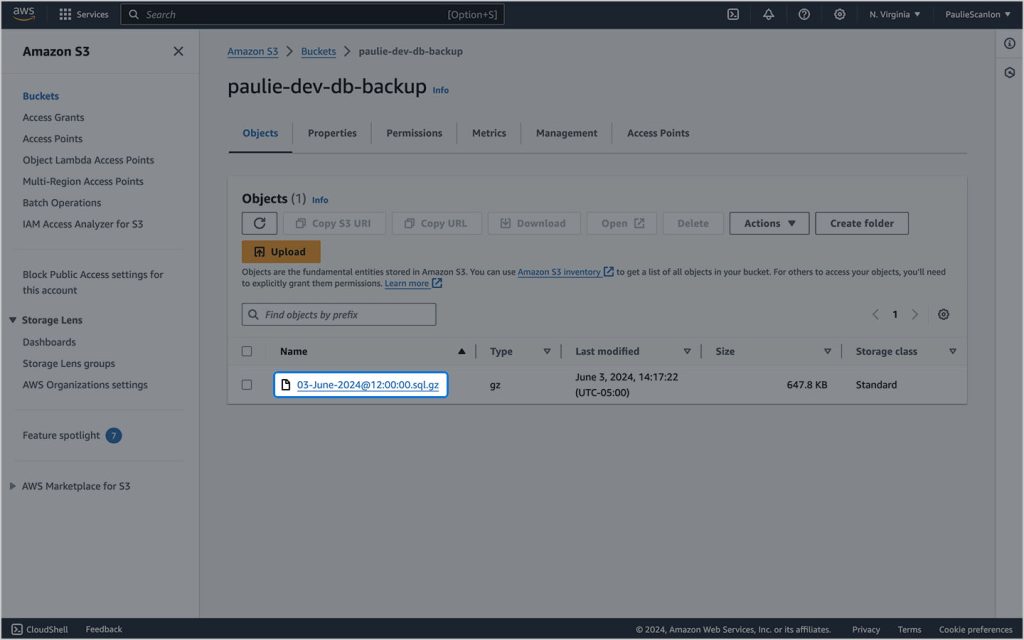 aws Services Search [Option+S] N. Virginia PaulieScanlon
Amazon S3
Buckets
Access Grants
Access Points
Object Lambda Access Points
Multi-Region Access Points
Batch Operations
IAM Access Analyzer for S3
Block Public Access settings for
this account
Storage Lens
Dashboards
Storage Lens groups
AWS Organizations settings
Feature spotlight 7
AWS Marketplace for S3
Amazon S3 > Buckets > paulie-dev-db-backup
paulie-dev-db-backup Info
Objects Properties Permissions Metrics Management Access Points
Objects (1) Info
Copy S3 URI Copy URL Download Open Delete Actions Create folder
Upload
Objects are the fundamental entities stored in Amazon S3. You can use Amazon S3 inventory to get a list of all objects in your bucket. For others to access your objects, you'll need
to explicitly grant them permissions. Learn more
Find objects by prefix 1
Name Type Last modified Size Storage class
03-June-2024@12:00:00.sql.gz gz June 3, 2024, 14:17:22 647.8 KB Standard
(UTC-05:00)
CloudShell Feedback © 2024, Amazon Web Services, Inc. or its affiliates. Privacy Terms Cookie preferences